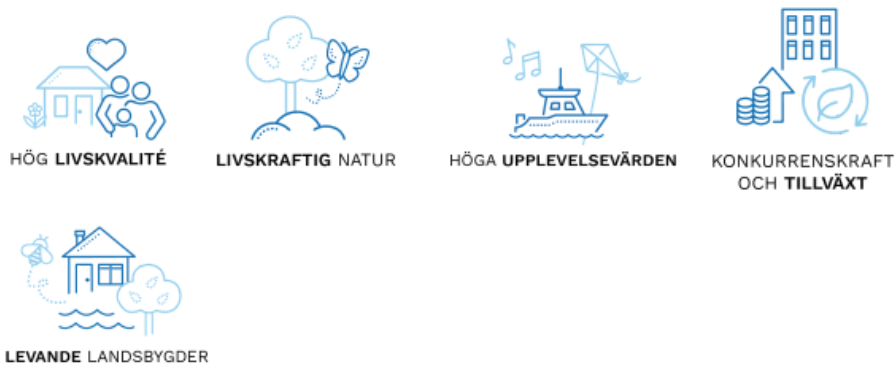 HÖG LIVSKVALITÉ
LIVSKRAFTIG NATUR
HÖGA UPPLEVELSEVÄRDEN
KONKURRENSKRAFT
OCH TILLVÄXT
LEVANDE LANDSBYGDER